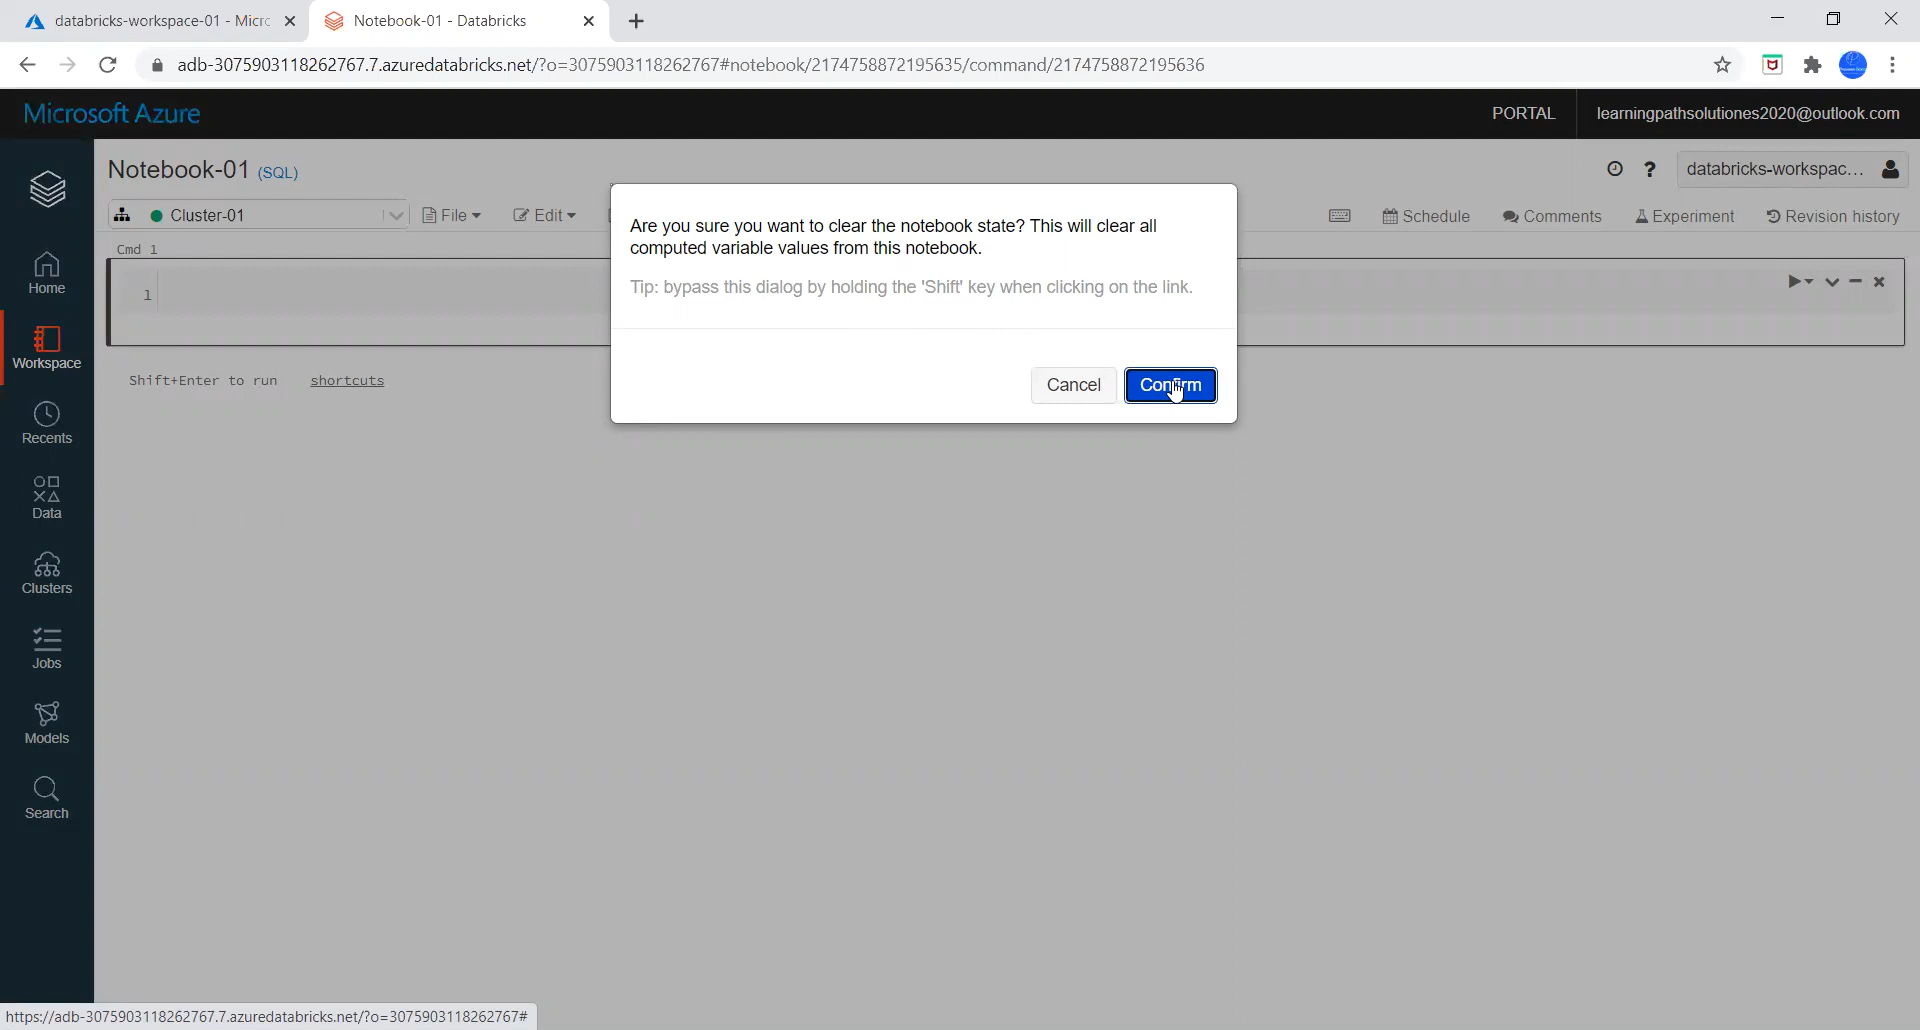 databricks-workspace-01 - Micro
Notebook-01 - Databricks
adb-3075903118262767.7.azuredatabricks.net/?o=3075903118262767#notebook/2174758872195635/command/2174758872195636
Microsoft Azure
PORTAL
learningpathsolutiones2020@outlook.com
Notebook-01 (SQL)
databricks-workspac...
Cluster-01
File
Edit
Schedule
Comments
Experiment
Revision history
Cmd 1
1
Shift+Enter to run shortcuts
Are you sure you want to clear the notebook state? This will clear all
computed variable values from this notebook.
Tip: bypass this dialog by holding the 'Shift' key when clicking on the link.
Cancel
Confirm
Home
Workspace
Recents
Data
Clusters
Jobs
Models
Search
https://adb-3075903118262767.7.azuredatabricks.net/?o=3075903118262767#